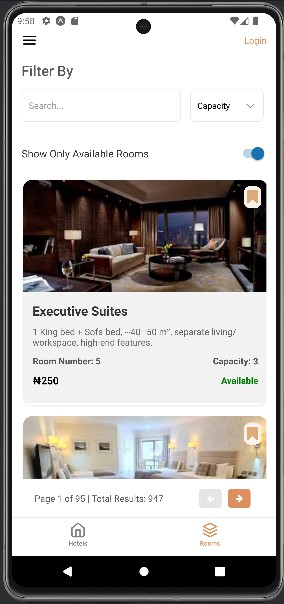 9:58
Login
Filter By
Search...
Capacity
Show Only Available Rooms
Executive Suites
1 King bed + Sofa bed, ~40–50 m², separate living/
workspace, high-end features.
Room Number: 5 Capacity: 3
₦250 Available
Page 1 of 95 | Total Results: 947
Hotels Rooms